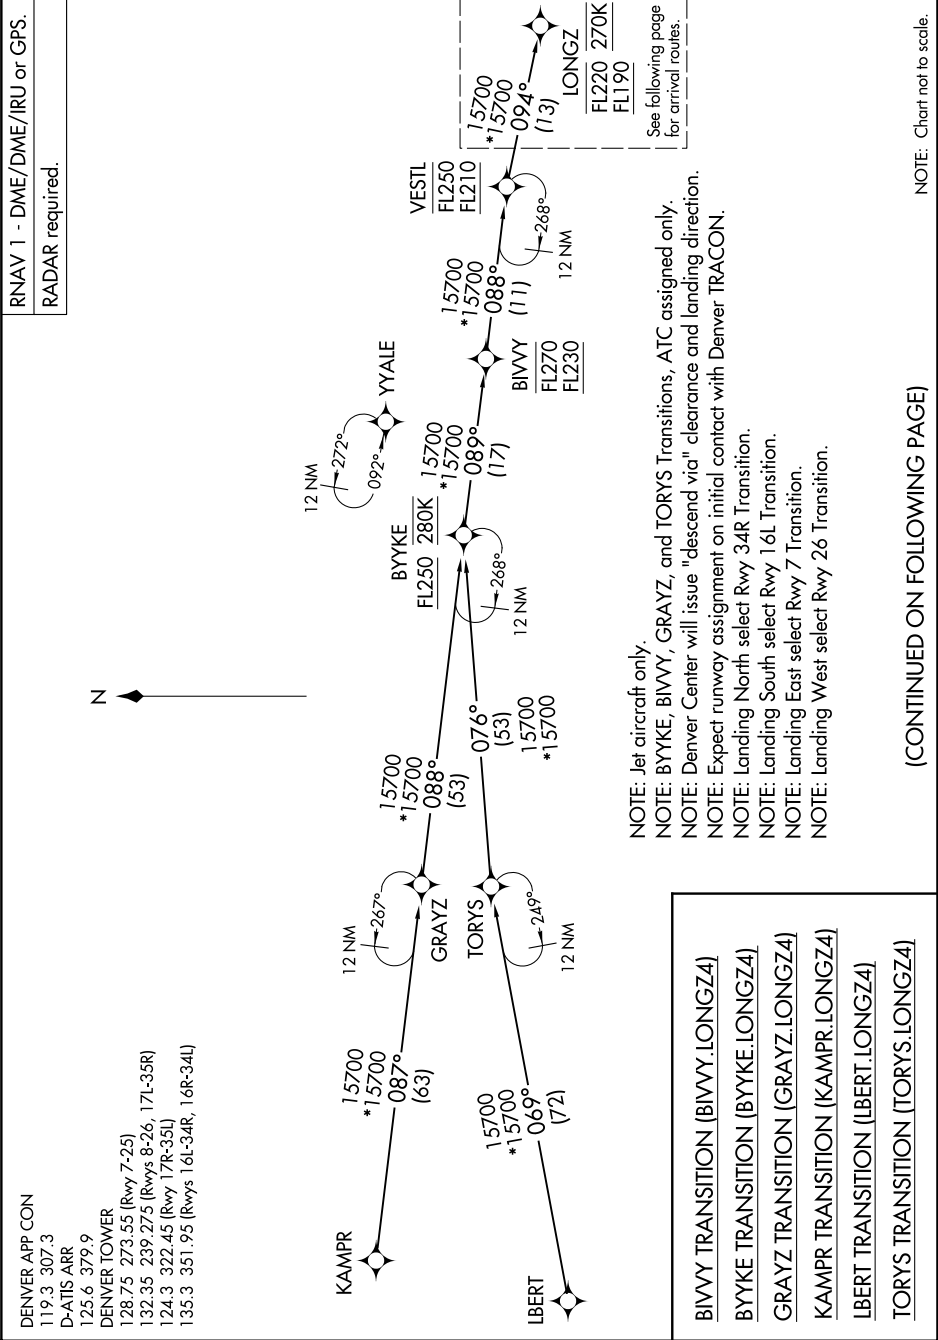 RNAV 1 - DME/DME/IRU or GPS.
RADAR required.
DENVER APP CON
119.3 307.3
D-ATIS ARR
125.6 379.9
DENVER TOWER
128.75 273.55 (Rwy 7-25)
132.35 239.275 (Rwys 8-26, 17L-35R)
124.3 322.45 (Rwy 17R-35L)
135.3 351.95 (Rwys 16L-34R, 16R-34L)
N
KAMPR
15700
*15700
087°
(63)
12 NM
267°
GRAYZ
15700
*15700
088°
(53)
LBERT
15700
*15700
069°
(72)
TORYS
249°
12 NM
076°
(53)
15700
*15700
BYYKE
FL250 280K
268°
12 NM
12 NM
272°
092°
YYALE
15700
*15700
089°
(17)
BIVVY
FL270
FL230
15700
*15700
088°
(11)
VESTL
FL250
FL210
268°
12 NM
15700
*15700
094°
(13)
LONGZ
FL220 270K
FL190
See following page
for arrival routes.
NOTE: Jet aircraft only.
NOTE: BYYKE, BIVVY, GRAYZ, and TORYS Transitions, ATC assigned only.
NOTE: Denver Center will issue "descend via" clearance and landing direction.
NOTE: Expect runway assignment on initial contact with Denver TRACON.
NOTE: Landing North select Rwy 34R Transition.
NOTE: Landing South select Rwy 16L Transition.
NOTE: Landing East select Rwy 7 Transition.
NOTE: Landing West select Rwy 26 Transition.
BIVVY TRANSITION (BIVVY.LONGZ4)
BYYKE TRANSITION (BYYKE.LONGZ4)
GRAYZ TRANSITION (GRAYZ.LONGZ4)
KAMPR TRANSITION (KAMPR.LONGZ4)
LBERT TRANSITION (LBERT.LONGZ4)
TORYS TRANSITION (TORYS.LONGZ4)
(CONTINUED ON FOLLOWING PAGE)
NOTE: Chart not to scale.